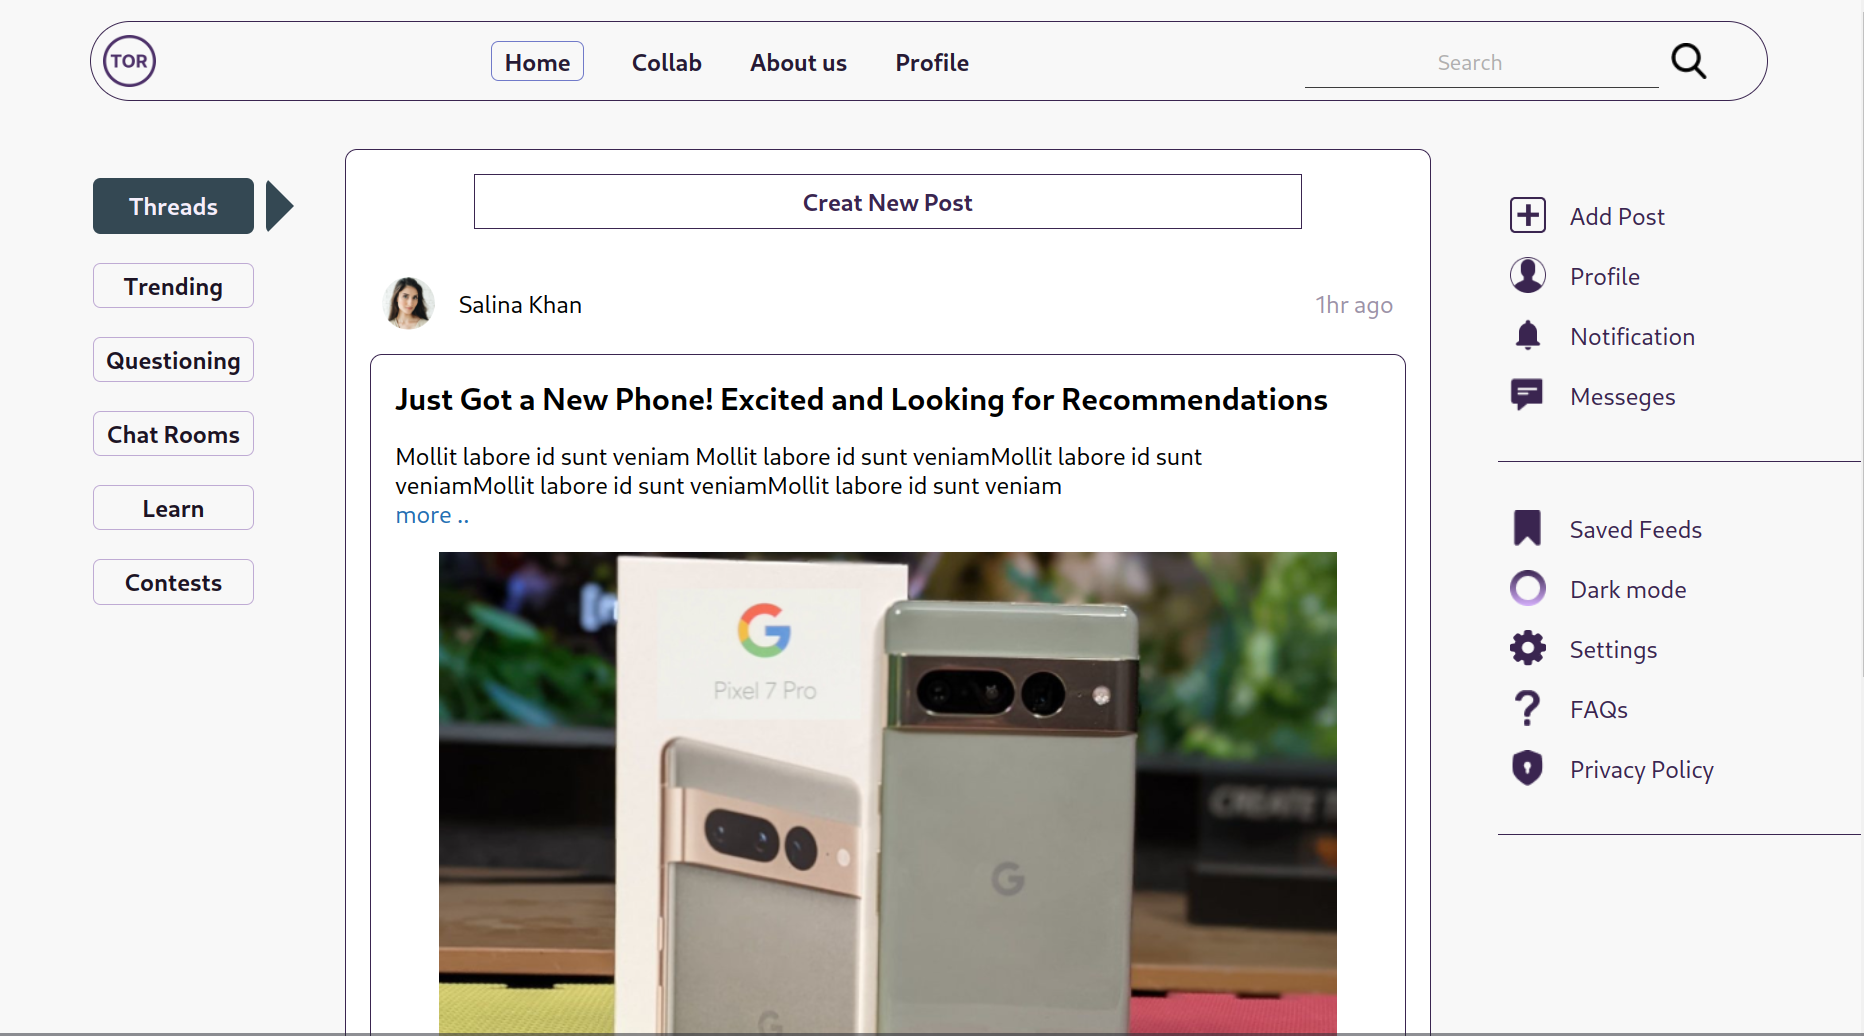 TOR
Home
Collab
About us
Profile
Search
Threads
Trending
Questioning
Chat Rooms
Learn
Contests
Creat New Post
Salina Khan
1hr ago
Just Got a New Phone! Excited and Looking for Recommendations
Mollit labore id sunt veniam Mollit labore id sunt veniamMollit labore id sunt
veniamMollit labore id sunt veniamMollit labore id sunt veniam
more ..
G
Pixel 7 Pro
G
G
CREATE
Add Post
Profile
Notification
Messeges
Saved Feeds
Dark mode
Settings
FAQs
Privacy Policy